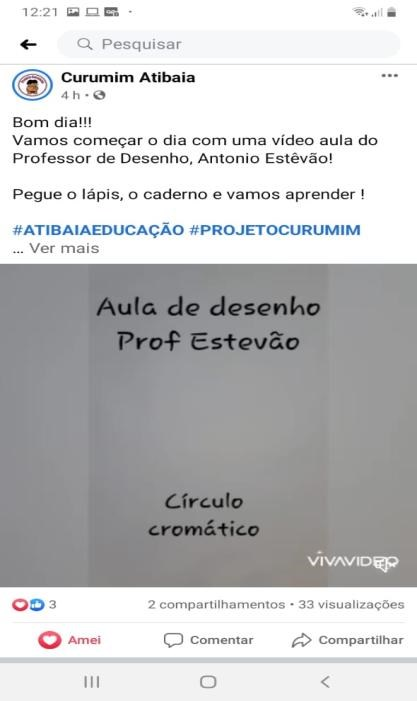 12:21
Pesquisar
Curumim Atibaia
4 h
Bom dia!!!
Vamos começar o dia com uma vídeo aula do
Professor de Desenho, Antonio Estêvão!
Pegue o lápis, o caderno e vamos aprender !
#ATIBAIAEDUCAÇÃO #PROJETOCURUMIM
... Ver mais
Aula de desenho
Prof Estevão
Círculo
cromático
VIVAVIDEO
3
2 compartilhamentos • 33 visualizações
Amei
Comentar
Compartilhar